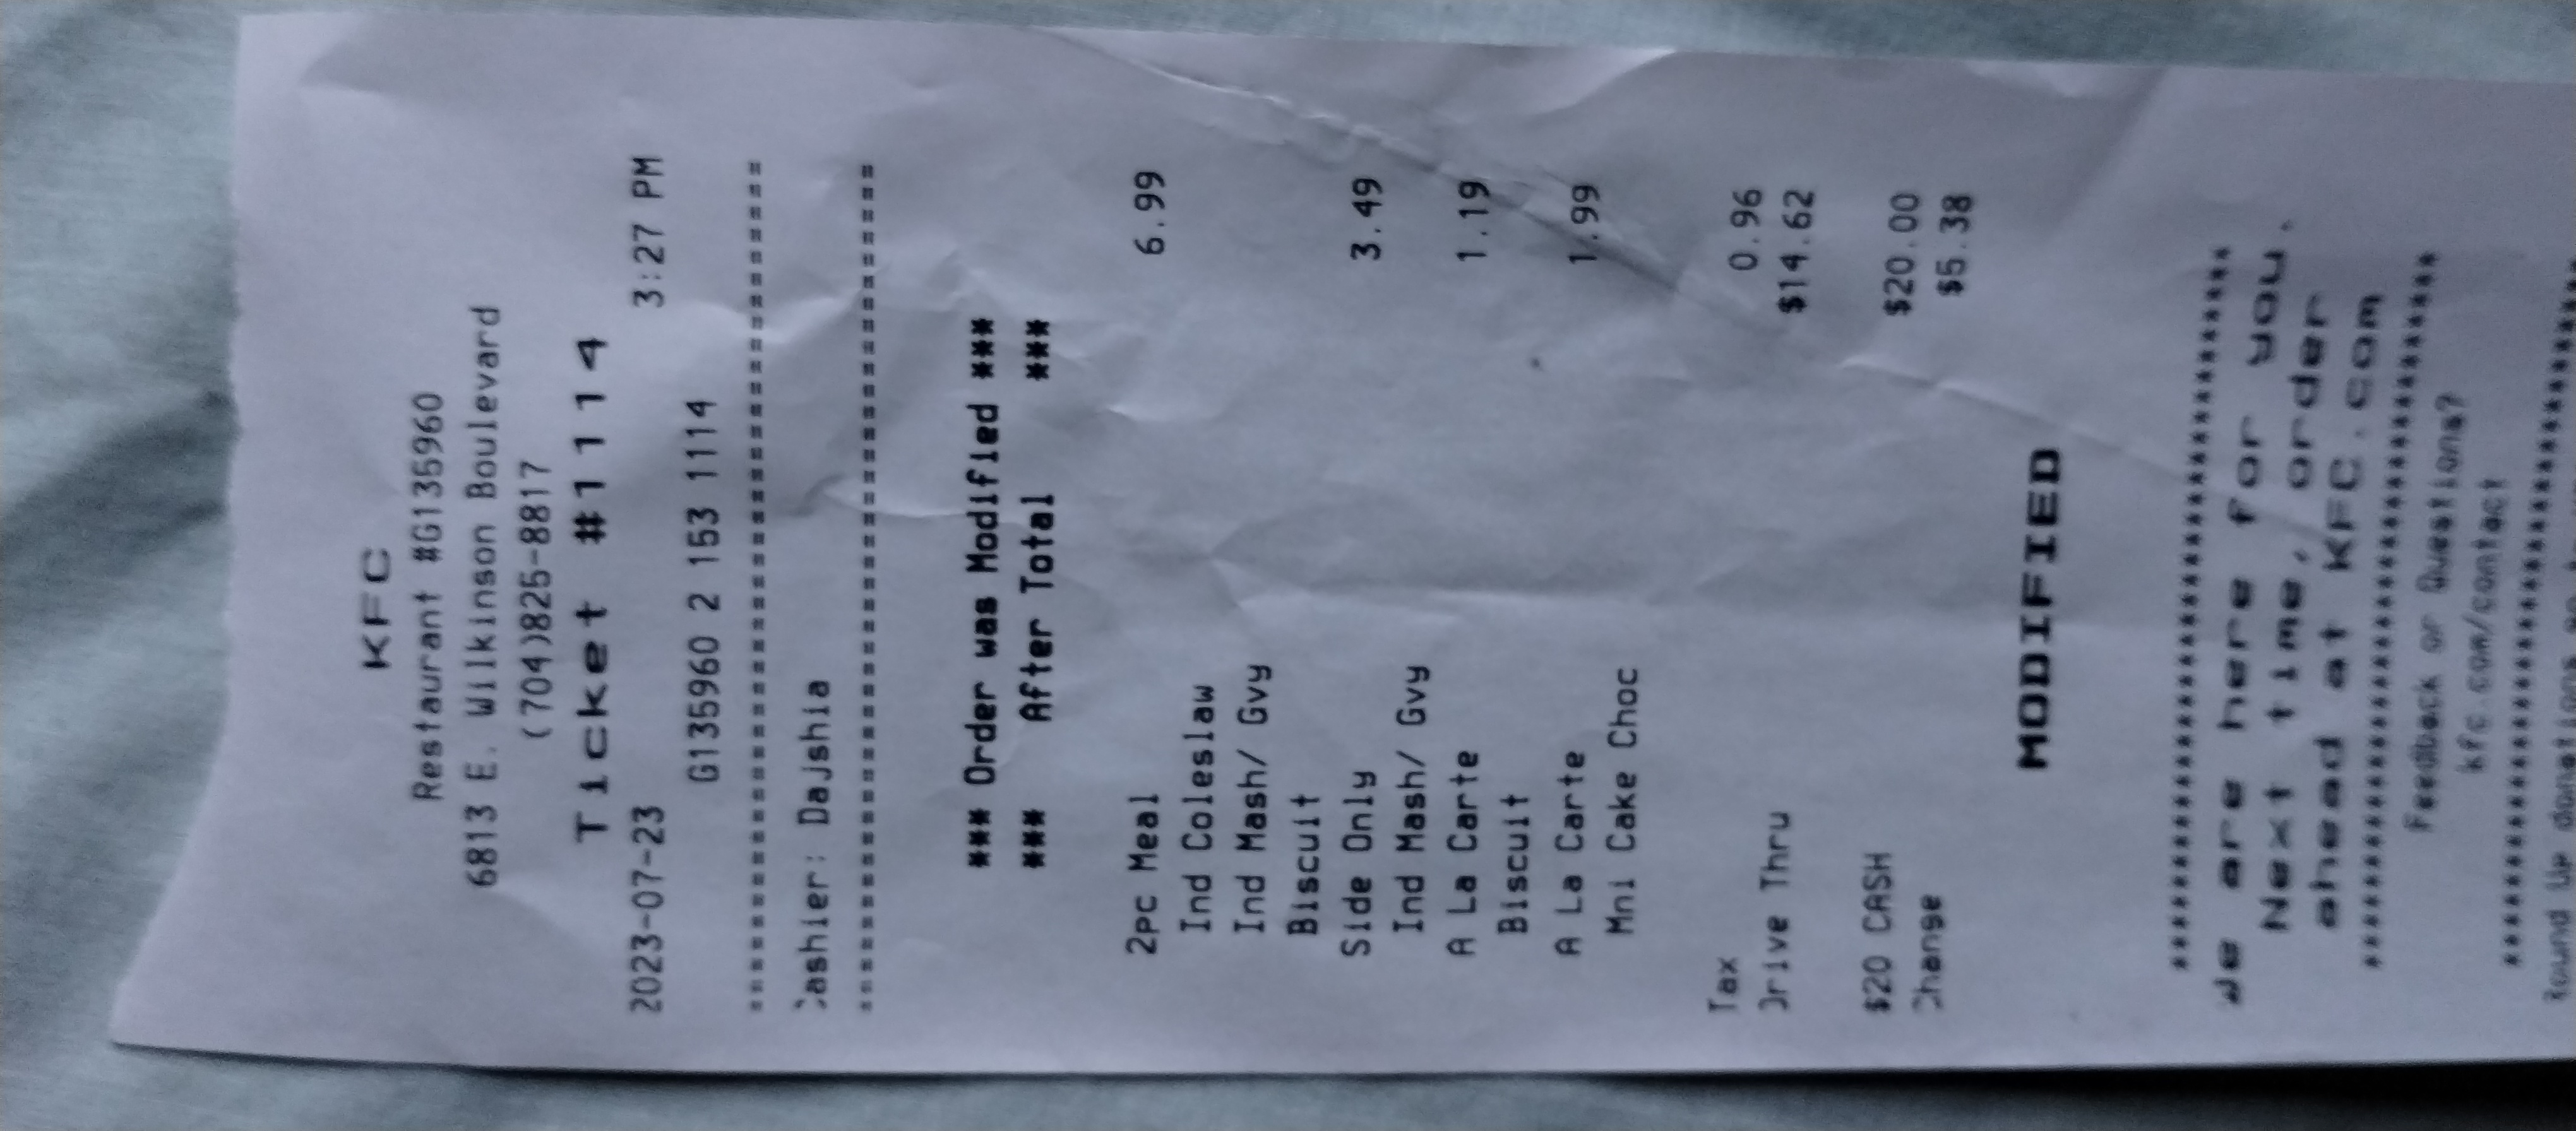 KFC
Restaurant #G135960
6813 E. Wilkinson Boulevard
(704)825-8817
Ticket #1114
2023-07-23 3:27 PM
G135960 2 153 1114
======================================
Cashier: Dajshia
======================================
*** Order was Modified ***
*** After Total ***
2pc Meal 6.99
Ind Coleslaw
Ind Mash/ Gvy
Biscuit
Side Only 3.49
Ind Mash/ Gvy
A La Carte 1.19
Biscuit
A La Carte 1.99
Mni Cake Choc
Tax 0.96
Drive Thru $14.62
$20 CASH $20.00
Change $5.38
MODIFIED
**************************************
We are here for you.
Next time, order
ahead at KFC.com
**************************************
Feedback or Questions?
kfc.com/contact
**************************************
Round Up donations